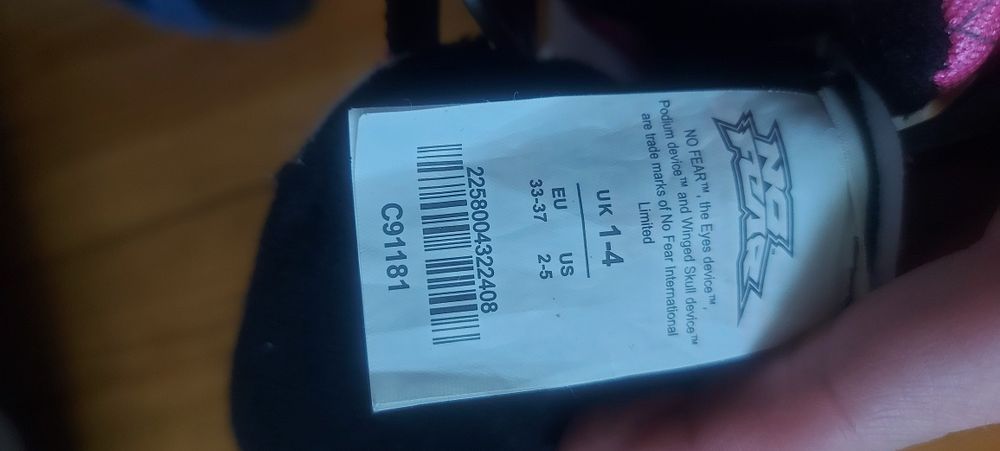 NO FEAR
NO FEAR™, the Eyes device™,
Podium device™ and Winged Skull device™
are trade marks of No Fear International
Limited
UK 1-4
EU US
33-37 2-5
2258004322408
C91181